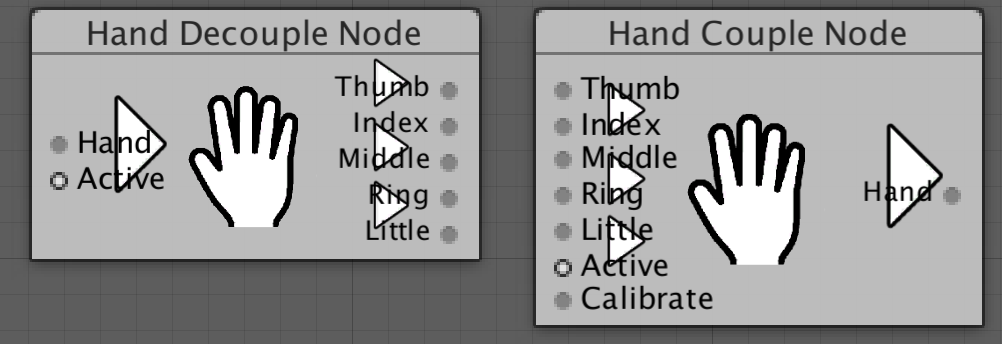 Hand Decouple Node
Hand
Active
Thumb
Index
Middle
Ring
Little
Hand Couple Node
Thumb
Index
Middle
Ring
Little
Active
Calibrate
Hand